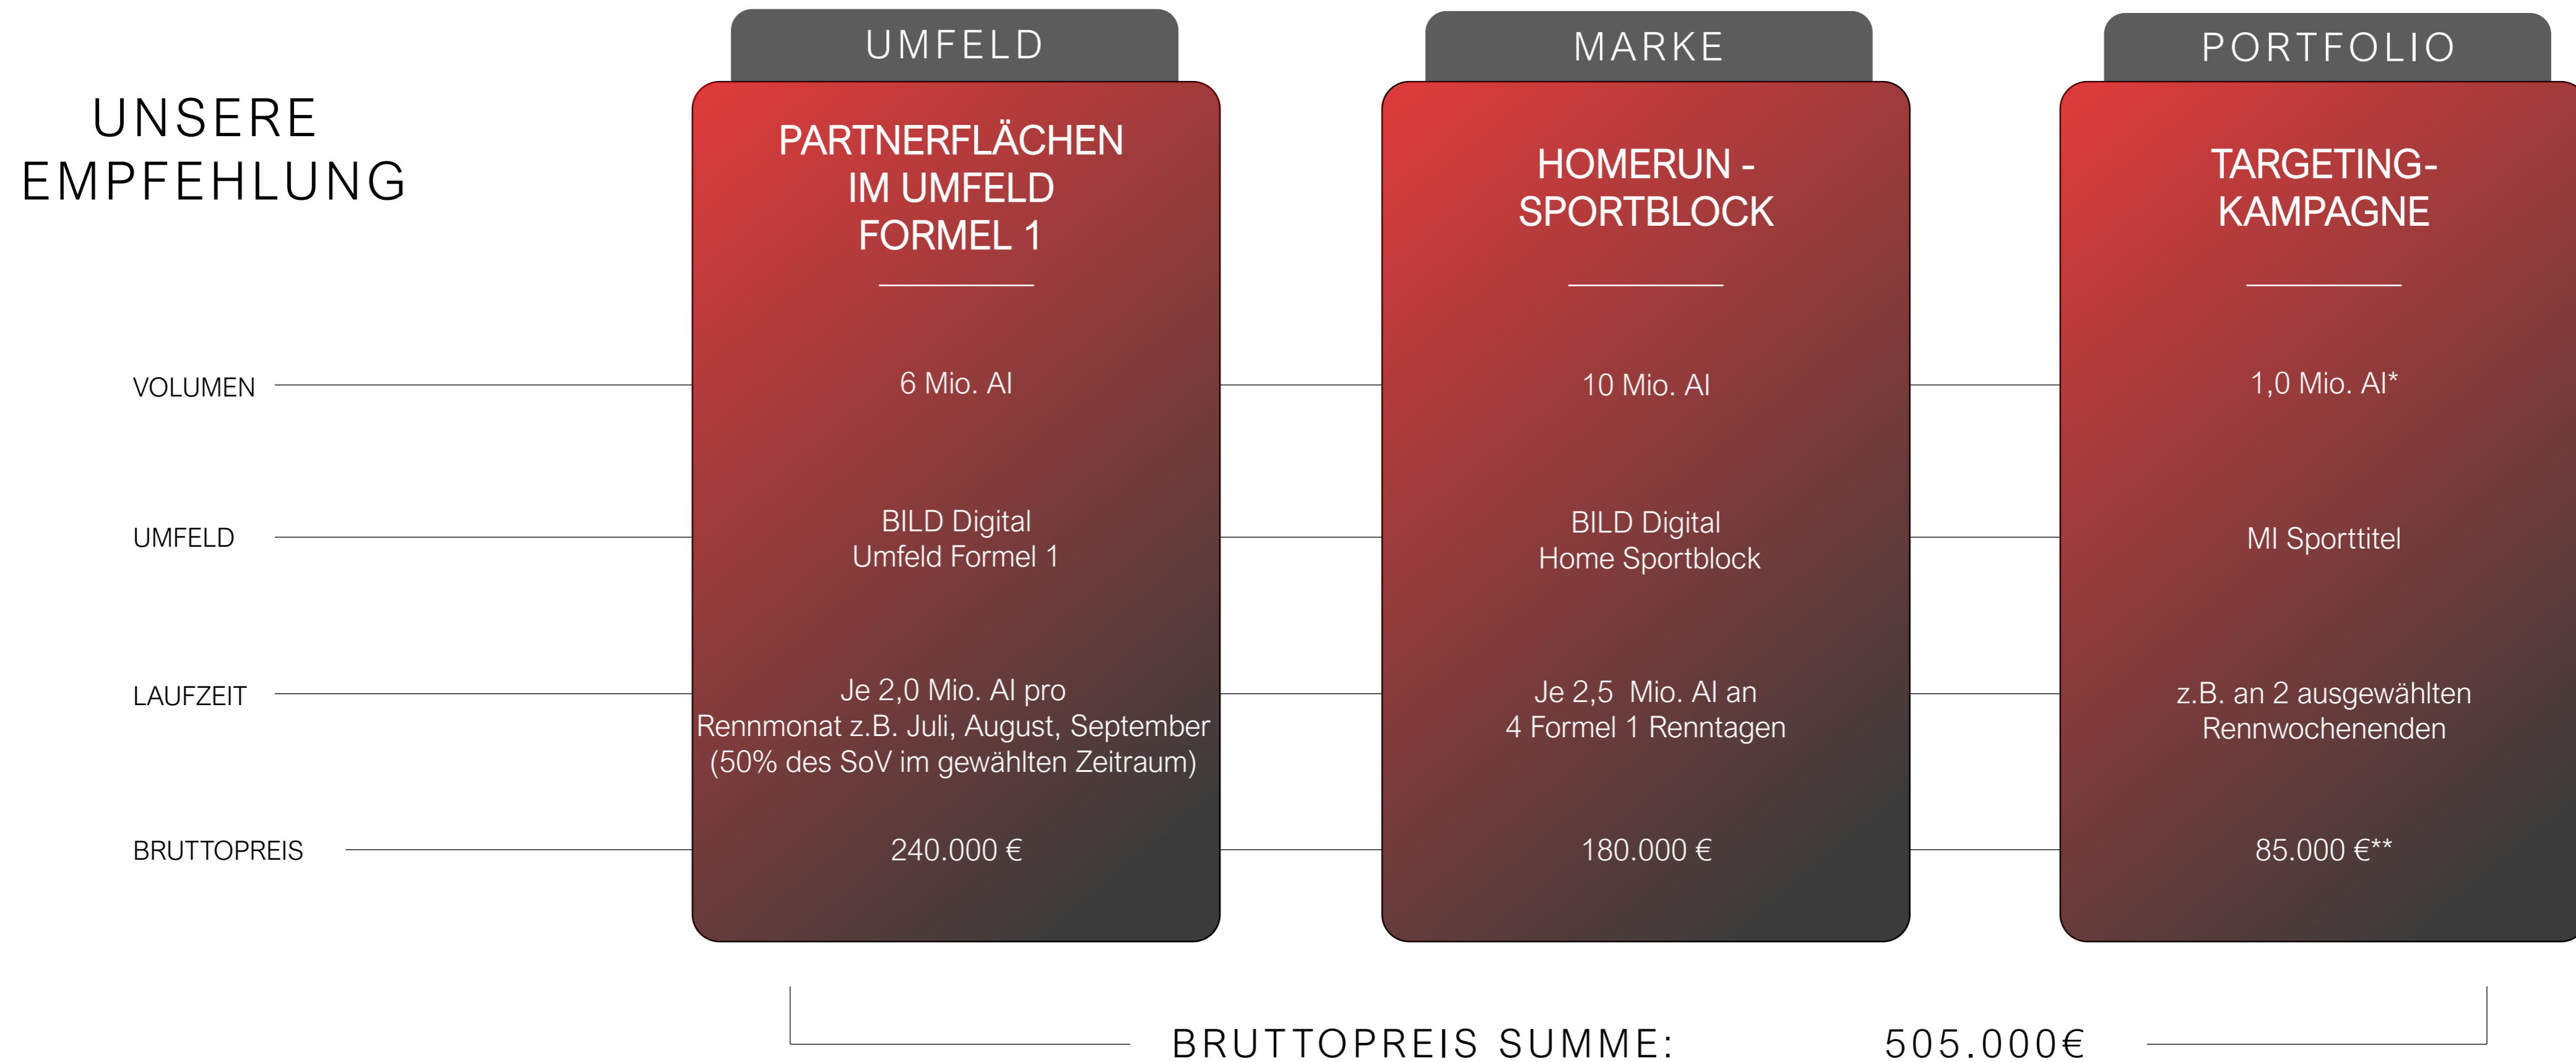 UNSERE
EMPFEHLUNG
UMFELD
MARKE
PORTFOLIO
PARTNERFLÄCHEN
IM UMFELD
FORMEL 1
HOMERUN -
SPORTBLOCK
TARGETING-
KAMPAGNE
VOLUMEN
6 Mio. AI
10 Mio. AI
1,0 Mio. AI*
UMFELD
BILD Digital
Umfeld Formel 1
BILD Digital
Home Sportblock
MI Sporttitel
LAUFZEIT
Je 2,0 Mio. AI pro
Rennmonat z.B. Juli, August, September
(50% des SoV im gewählten Zeitraum)
Je 2,5 Mio. AI an
4 Formel 1 Renntagen
z.B. an 2 ausgewählten
Rennwochenenden
BRUTTOPREIS
240.000 €
180.000 €
85.000 €**
BRUTTOPREIS SUMME: 505.000€